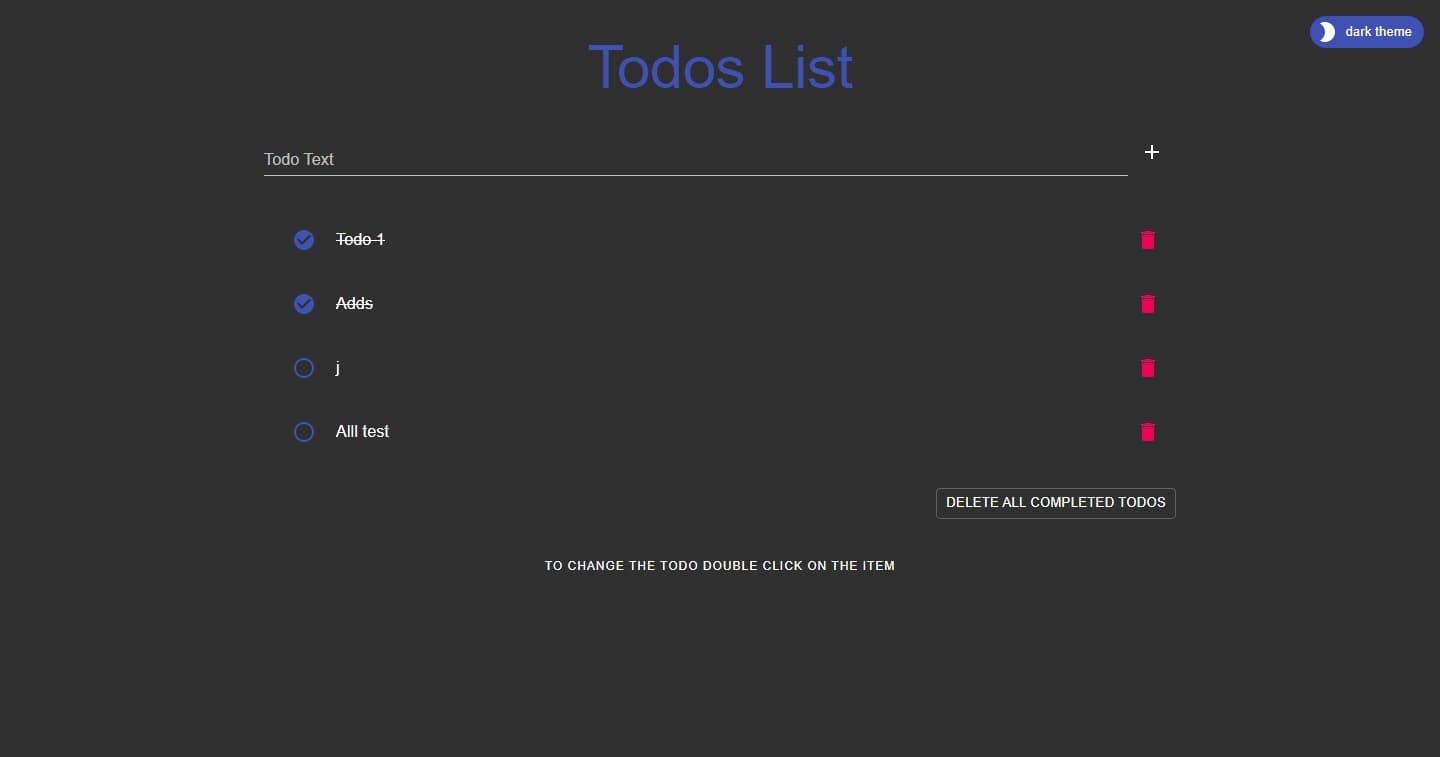 dark theme
Todos List
Todo Text
Todo 1
Adds
j
Alll test
DELETE ALL COMPLETED TODOS
TO CHANGE THE TODO DOUBLE CLICK ON THE ITEM